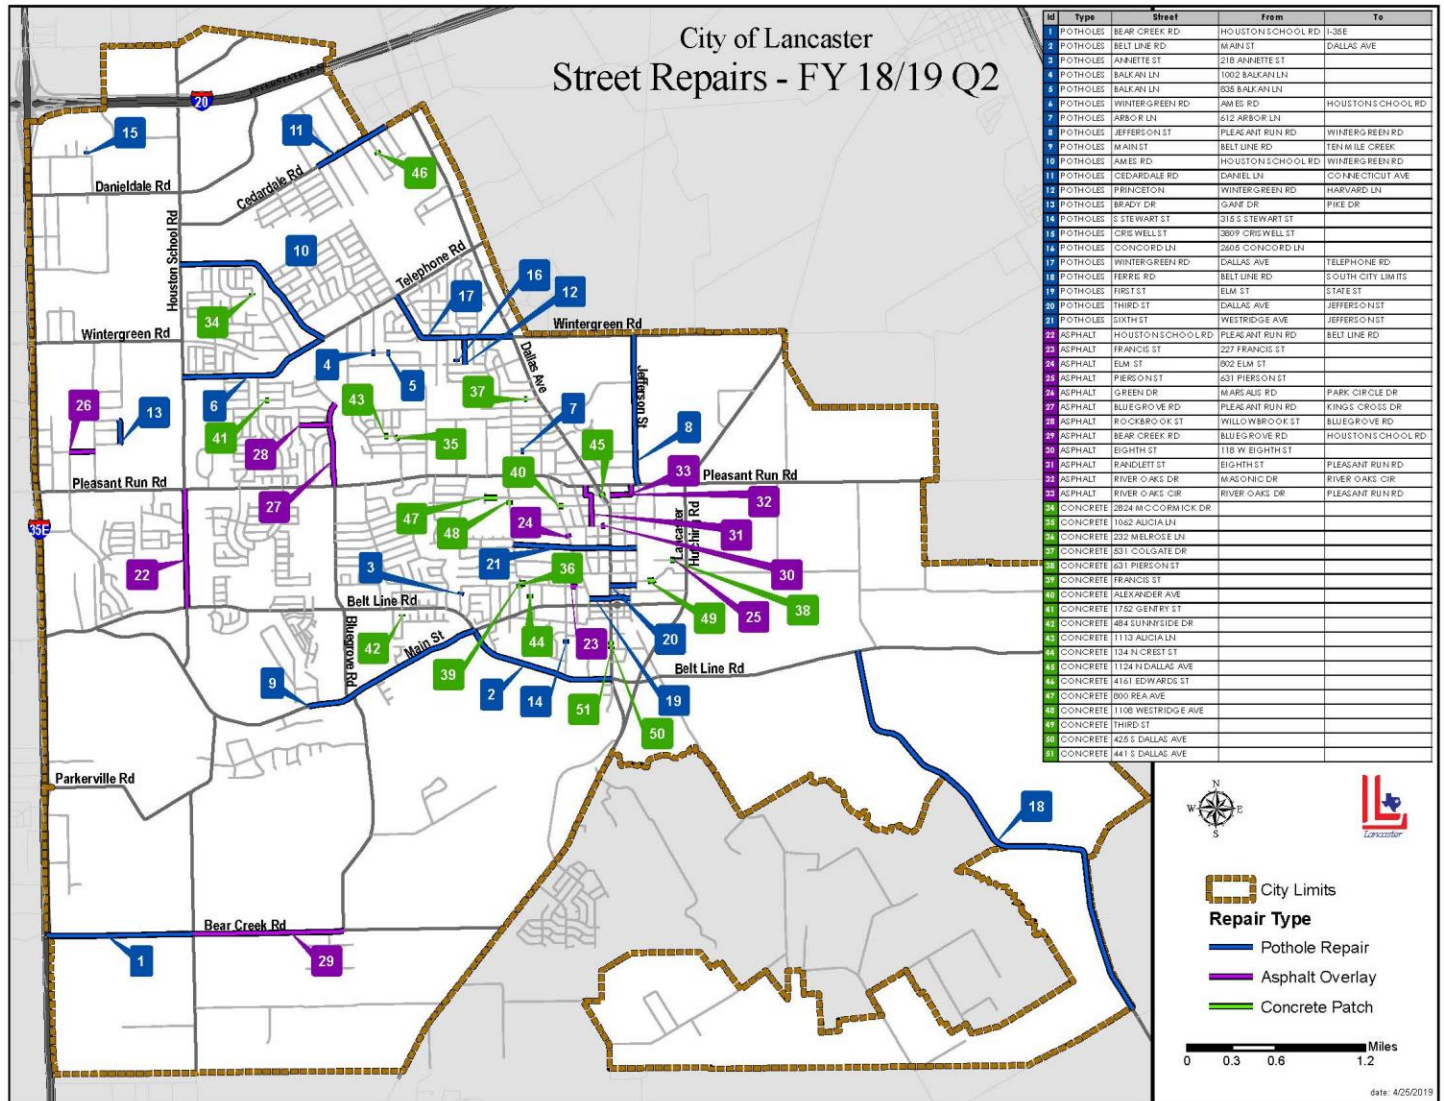 City of Lancaster
Street Repairs - FY 18/19 Q2
Id Type Street From To
1 POTHOLES BEAR CREEK RD HOUSTON SCHOOL RD I-35E
2 POTHOLES BELT LINE RD MAIN ST DALLAS AVE
3 POTHOLES ANNETTE ST 218 ANNETTE ST
4 POTHOLES BALKAN LN 1002 BALKAN LN
5 POTHOLES BALKAN LN 835 BALKAN LN
6 POTHOLES WINTERGREEN RD AMES RD HOUSTON SCHOOL RD
7 POTHOLES ARBOR LN 612 ARBOR LN
8 POTHOLES JEFFERSON ST PLEASANT RUN RD WINTERGREEN RD
9 POTHOLES MAIN ST BELT LINE RD TEN MILE CREEK
10 POTHOLES AMES RD HOUSTON SCHOOL RD WINTERGREEN RD
11 POTHOLES CEDARDALE RD DANIEL LN CONNECTICUT AVE
12 POTHOLES PRINCETON WINTERGREEN RD HARVARD LN
13 POTHOLES BRADY DR GANT DR PIKE DR
14 POTHOLES S STEWART ST 315 S STEWART ST
15 POTHOLES CRISWELL ST 3809 CRISWELL ST
16 POTHOLES CONCORD LN 2605 CONCORD LN
17 POTHOLES WINTERGREEN RD DALLAS AVE TELEPHONE RD
18 POTHOLES FERRIS RD BELT LINE RD SOUTH CITY LIMITS
19 POTHOLES FIRST ST ELM ST STATE ST
20 POTHOLES THIRD ST DALLAS AVE JEFFERSON ST
21 POTHOLES SIXTH ST WESTRIDGE AVE JEFFERSON ST
22 ASPHALT HOUSTON SCHOOL RD PLEASANT RUN RD BELT LINE RD
23 ASPHALT FRANCIS ST 227 FRANCIS ST
24 ASPHALT ELM ST 802 ELM ST
25 ASPHALT PIERSON ST 631 PIERSON ST
26 ASPHALT GREEN DR MARSALIS RD PARK CIRCLE DR
27 ASPHALT BLUEGROVE RD PLEASANT RUN RD KINGS CROSS DR
28 ASPHALT ROCKBROOK ST WILLOWBROOK ST BLUEGROVE RD
29 ASPHALT BEAR CREEK RD BLUEGROVE RD HOUSTON SCHOOL RD
30 ASPHALT EIGHTH ST 118 W EIGHTH ST
31 ASPHALT RANDLETT ST EIGHTH ST PLEASANT RUN RD
32 ASPHALT RIVER OAKS DR MASONIC DR RIVER OAKS CIR
33 ASPHALT RIVER OAKS CIR RIVER OAKS DR PLEASANT RUN RD
34 CONCRETE 2824 MCCORMICK DR
35 CONCRETE 1062 ALICIA LN
36 CONCRETE 232 MELROSE LN
37 CONCRETE 531 COLGATE DR
38 CONCRETE 631 PIERSON ST
39 CONCRETE FRANCIS ST
40 CONCRETE ALEXANDER AVE
41 CONCRETE 1752 GENTRY ST
42 CONCRETE 484 SUNNYSIDE DR
43 CONCRETE 1113 ALICIA LN
44 CONCRETE 134 N CREST ST
45 CONCRETE 1124 N DALLAS AVE
46 CONCRETE 4161 EDWARDS ST
47 CONCRETE 800 REA AVE
48 CONCRETE 1108 WESTRIDGE AVE
49 CONCRETE THIRD ST
50 CONCRETE 425 S DALLAS AVE
51 CONCRETE 441 S DALLAS AVE
20
15
11
46
Danieldale Rd
Cedardale Rd
Houston School Rd
10
Telephone Rd
16
12
17
34
Wintergreen Rd
Wintergreen Rd
4
5
Dallas Ave
Jefferson St
26
13
6
41
43
37
35
7
8
28
45
40
33
Pleasant Run Rd
Pleasant Run Rd
27
47
48
32
35E
24
31
Lancaster
Hutchins Rd
22
3
21
36
30
Belt Line Rd
49
25
38
Bluegrove Rd
42
Main St
44
23
20
39
Belt Line Rd
9
2
14
51
19
50
Parkerville Rd
18
Bear Creek Rd
1
29
N
W
E
S
Lancaster
City Limits
Repair Type
Pothole Repair
Asphalt Overlay
Concrete Patch
Miles
0 0.3 0.6 1.2
date: 4/25/2019